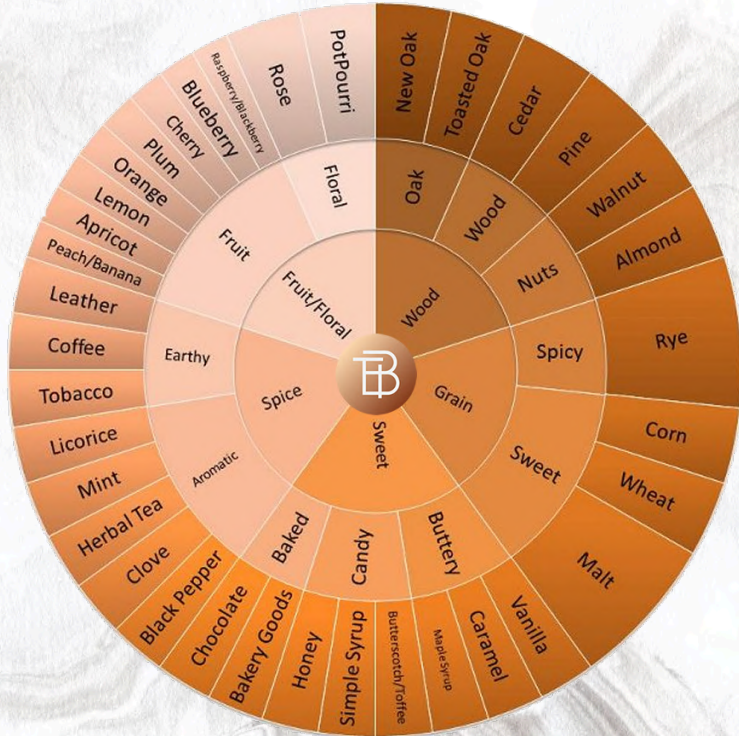 New Oak
Toasted Oak
Cedar
Pine
Walnut
Almond
Rye
Corn
Wheat
Malt
Vanilla
Caramel
Maple Syrup
Butterscotch/Toffee
Simple Syrup
Honey
Bakery Goods
Chocolate
Black Pepper
Clove
Herbal Tea
Mint
Licorice
Tobacco
Coffee
Leather
Peach/Banana
Apricot
Lemon
Orange
Plum
Cherry
Blueberry
Raspberry/Blackberry
Rose
PotPourri
Oak
Wood
Nuts
Spicy
Sweet
Buttery
Candy
Baked
Aromatic
Earthy
Fruit
Floral
Wood
Grain
Sweet
Spice
Fruit/Floral